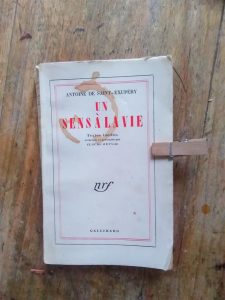 ANTOINE DE SAINT-EXUPÉRY
UN
SENS À LA VIE
Textes inédits
nrf
GALLIMARD